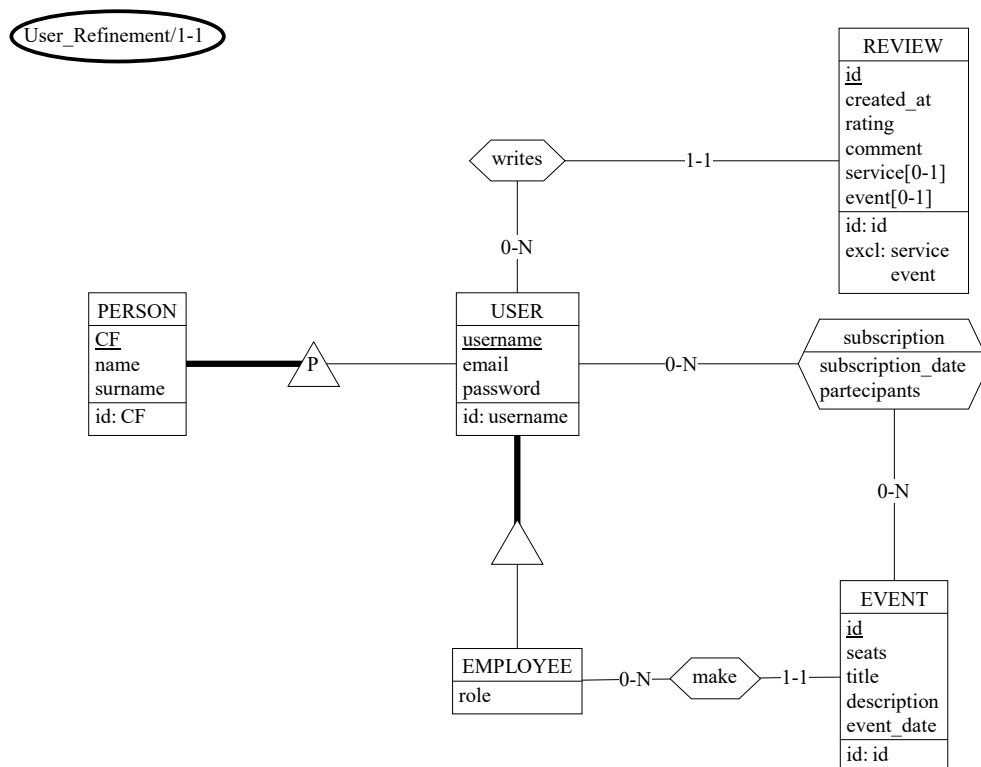 User_Refinement/1-1
REVIEW
id
created_at
rating
comment
service[0-1]
event[0-1]
id: id
excl: service
event
writes
1-1
0-N
PERSON
CF
name
surname
id: CF
P
USER
username
email
password
id: username
0-N
subscription
subscription_date
partecipants
0-N
EMPLOYEE
role
0-N
make
1-1
EVENT
id
seats
title
description
event_date
id: id